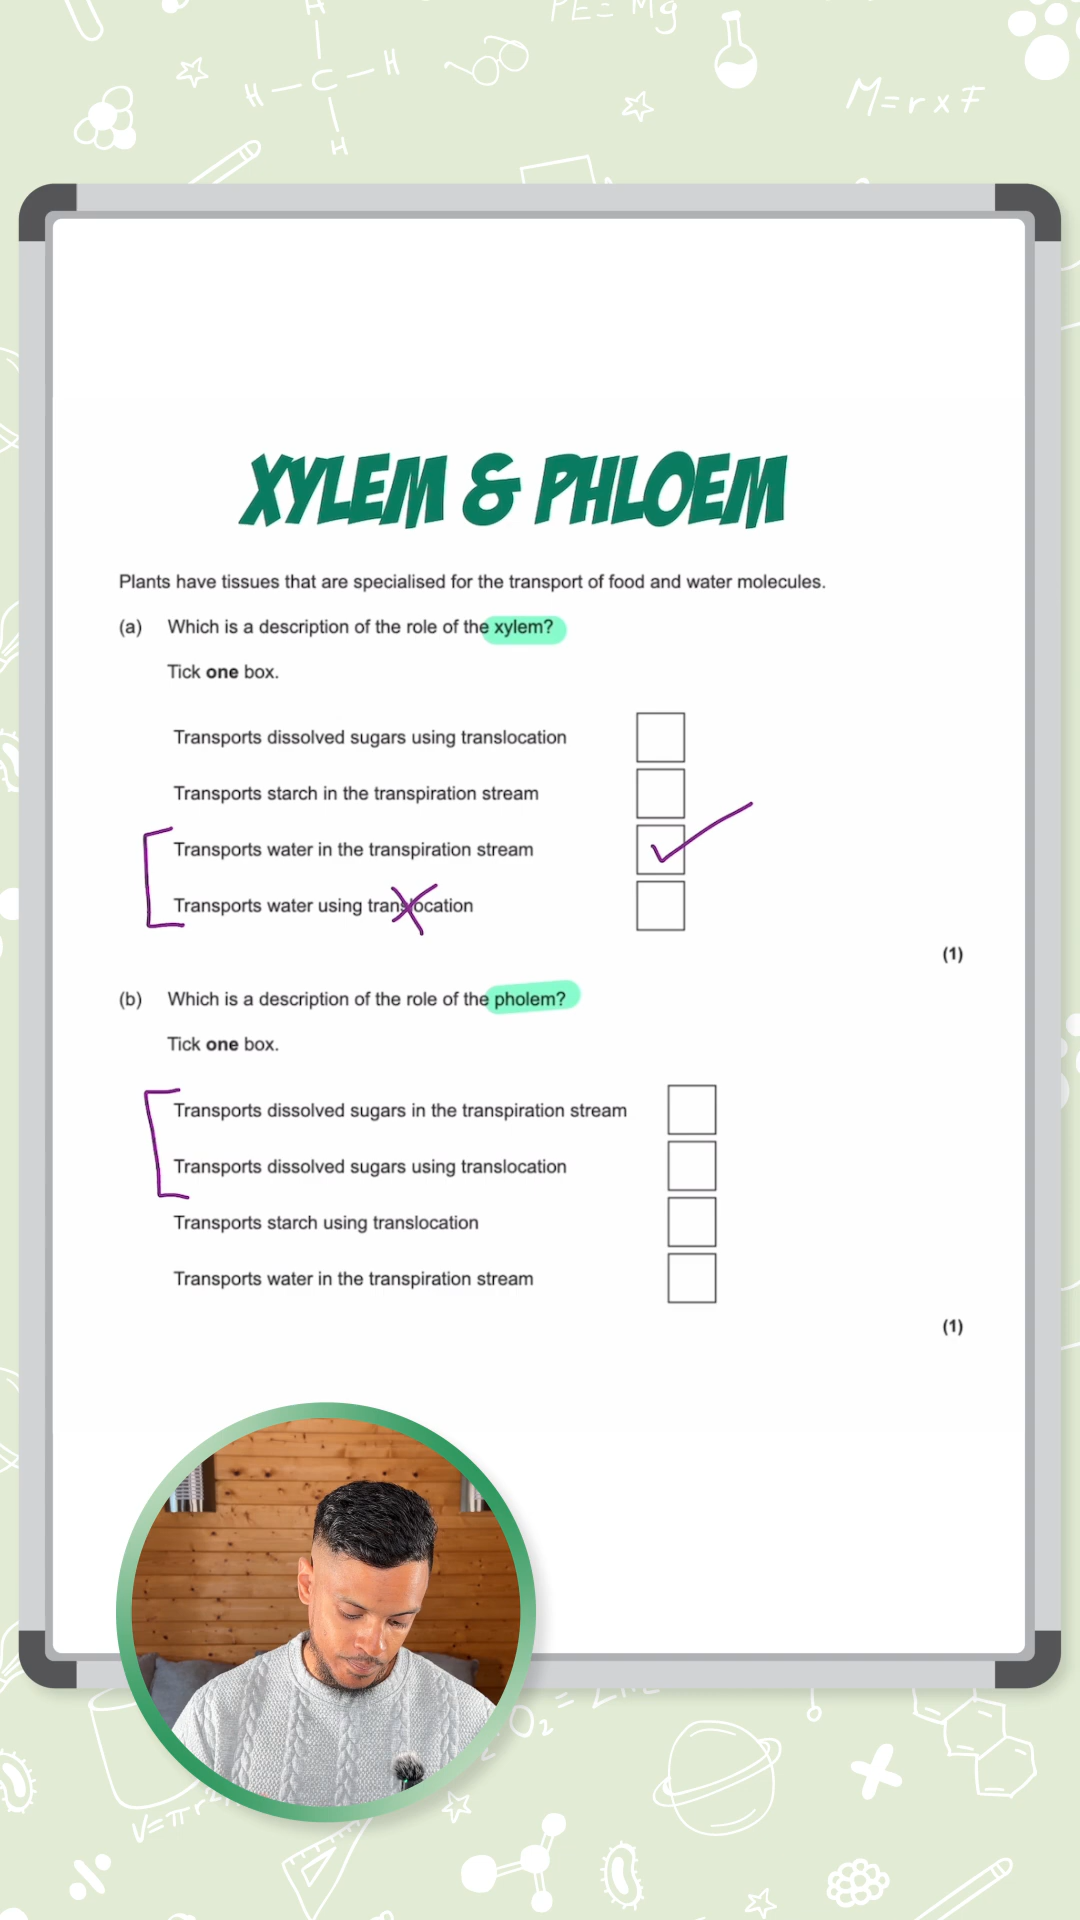 PE = Mg
H
H — C — H
H
M = r x F
XYLEM & PHLOEM
Plants have tissues that are specialised for the transport of food and water molecules.
(a) Which is a description of the role of the xylem?
Tick one box.
Transports dissolved sugars using translocation
Transports starch in the transpiration stream
Transports water in the transpiration stream
Transports water using translocation
(1)
(b) Which is a description of the role of the pholem?
Tick one box.
Transports dissolved sugars in the transpiration stream
Transports dissolved sugars using translocation
Transports starch using translocation
Transports water in the transpiration stream
(1)
O₂ =
V=πr²